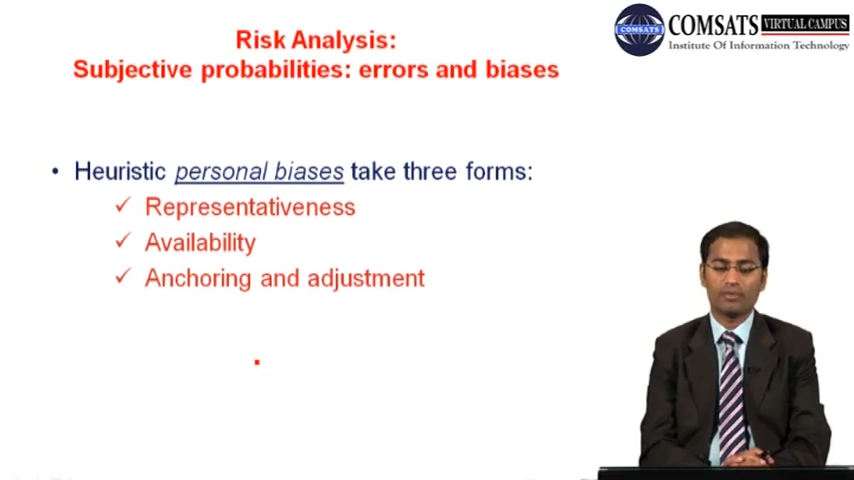 Risk Analysis:
Subjective probabilities: errors and biases
COMSATS
COMSATS VIRTUAL CAMPUS
Institute Of Information Technology
• Heuristic personal biases take three forms:
✓ Representativeness
✓ Availability
✓ Anchoring and adjustment